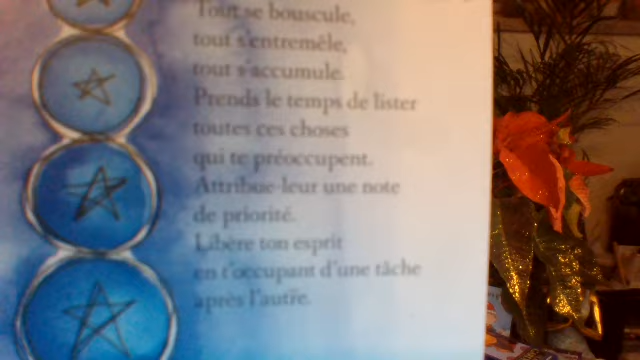 Tout se bouscule,
tout s'entremêle,
tout s'accumule.
Prends le temps de lister
toutes ces choses
qui te préoccupent.
Attribue-leur une note
de priorité.
Libère ton esprit
en t'occupant d'une tâche
après l'autre.